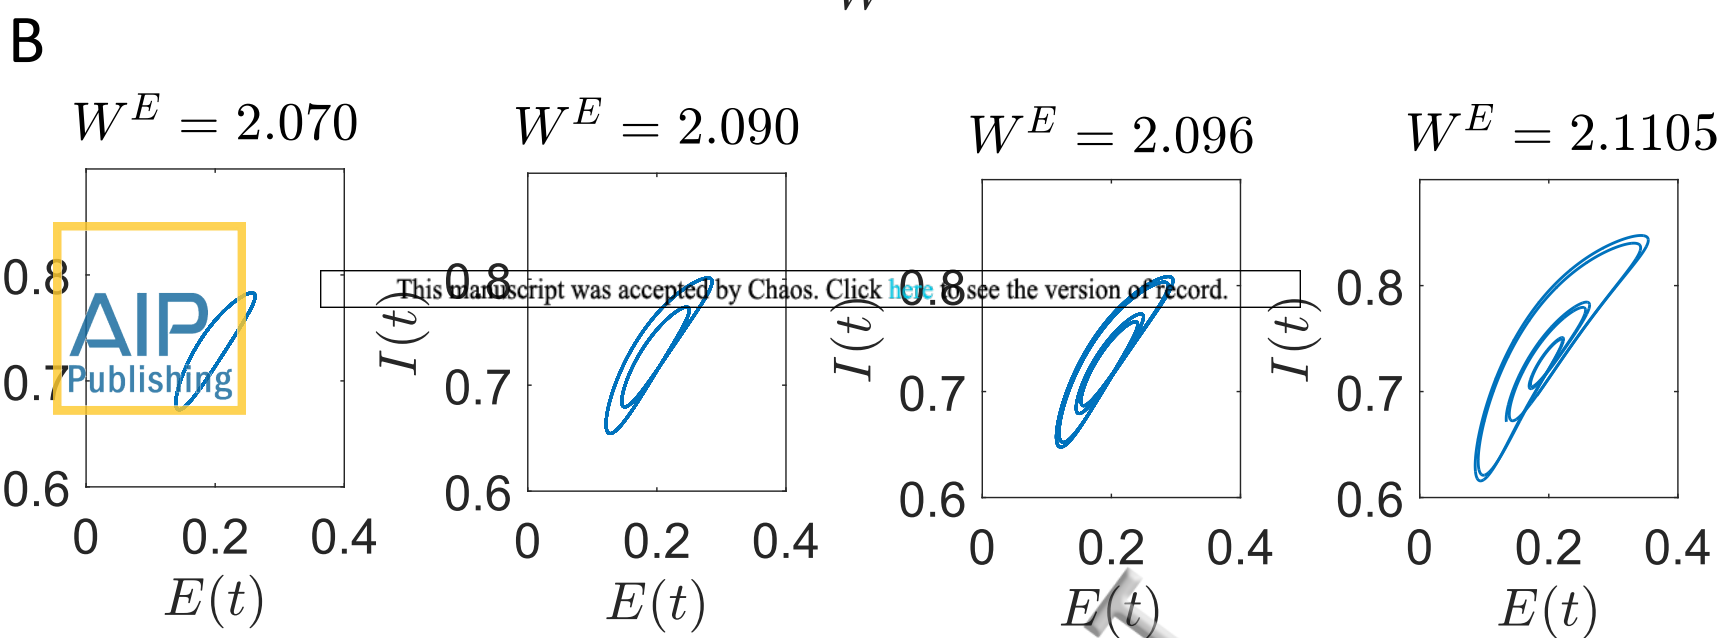 W
B
W^E = 2.070
W^E = 2.090
W^E = 2.096
W^E = 2.1105
0.8
0.7
0.6
0
0.2
0.4
E(t)
AIP
Publishing
This manuscript was accepted by Chaos. Click here to see the version of record.
I(t)
0.8
0.7
0.6
0
0.2
0.4
E(t)
I(t)
0.8
0.7
0.6
0
0.2
0.4
E(t)
I(t)
0.8
0.7
0.6
0
0.2
0.4
E(t)